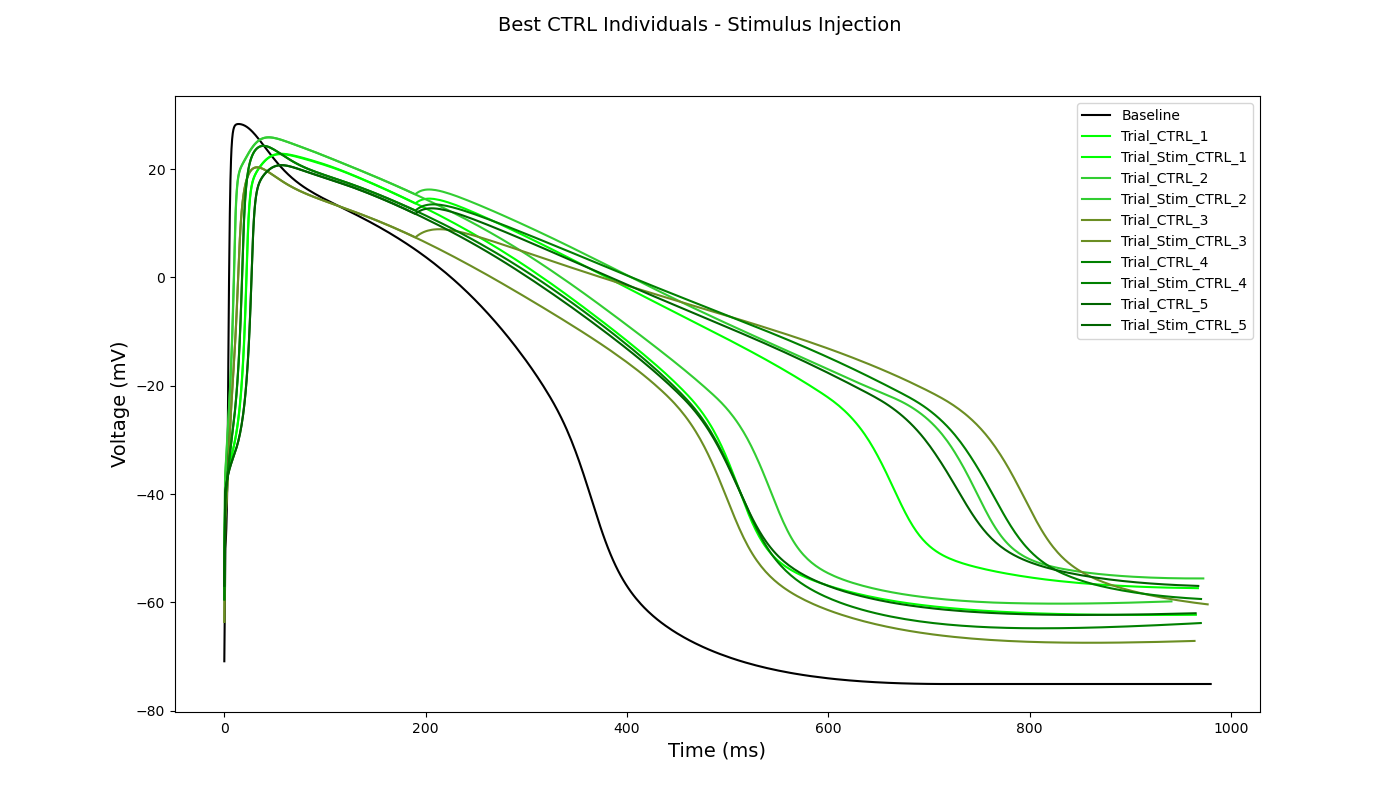 Best CTRL Individuals - Stimulus Injection
Baseline
Trial_CTRL_1
Trial_Stim_CTRL_1
Trial_CTRL_2
Trial_Stim_CTRL_2
Trial_CTRL_3
Trial_Stim_CTRL_3
Trial_CTRL_4
Trial_Stim_CTRL_4
Trial_CTRL_5
Trial_Stim_CTRL_5
Voltage (mV)
20
0
−20
−40
−60
−80
0 200 400 600 800 1000
Time (ms)